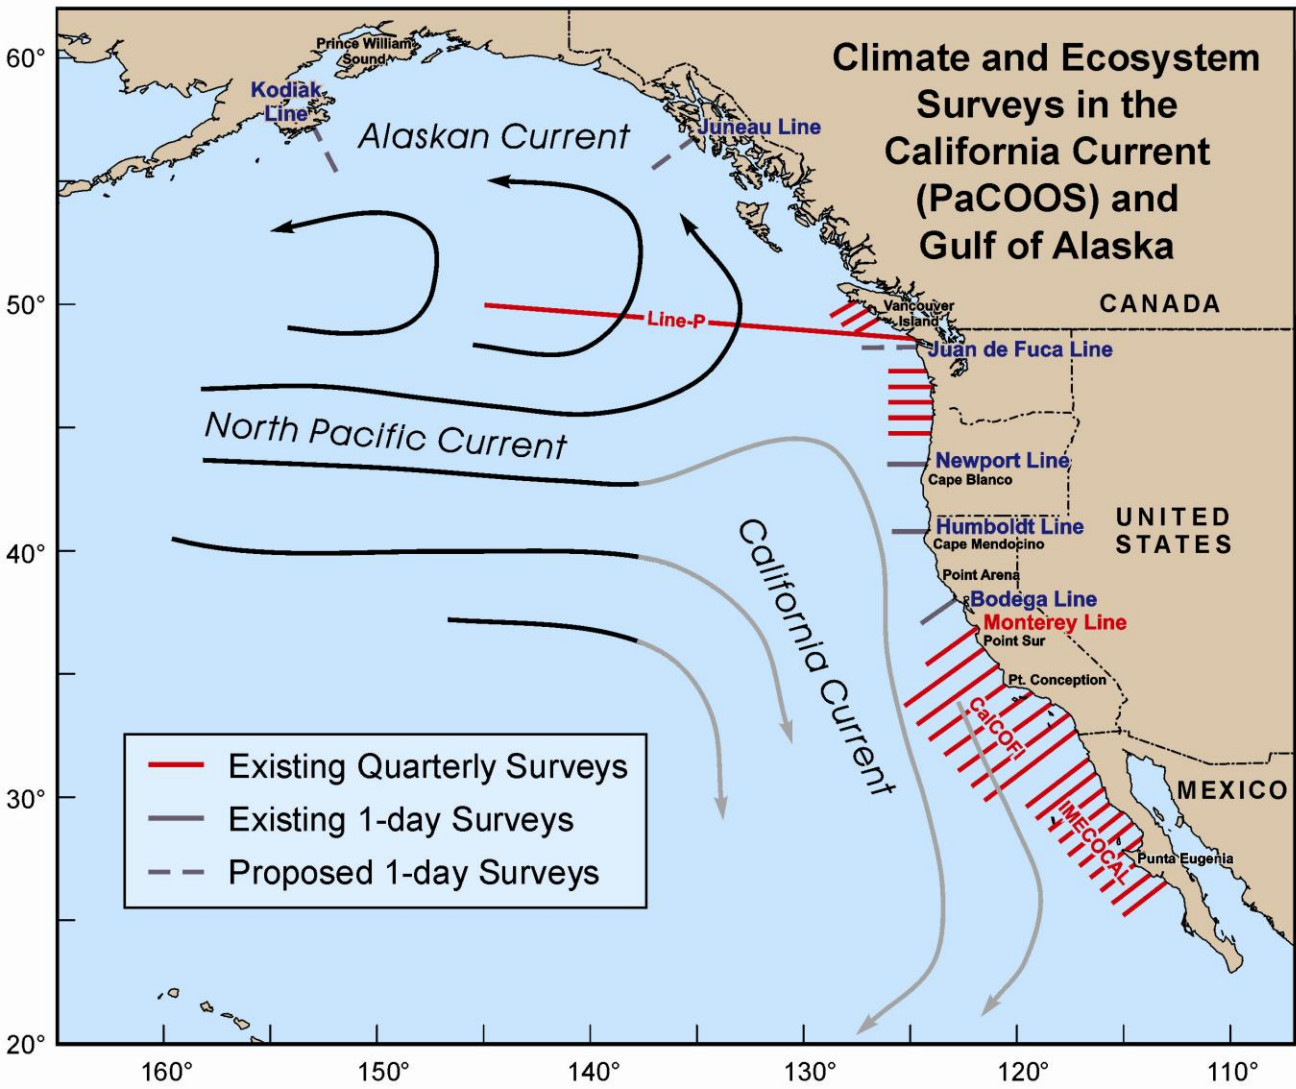 Climate and Ecosystem
Surveys in the
California Current
(PaCOOS) and
Gulf of Alaska
60°
50°
40°
30°
20°
Prince William
Sound
Kodiak
Line
Alaskan Current
Juneau Line
CANADA
Vancouver
Island
Line-P
Juan de Fuca Line
North Pacific Current
Newport Line
Cape Blanco
UNITED
STATES
Humboldt Line
Cape Mendocino
California Current
Point Arena
Bodega Line
Monterey Line
Point Sur
Pt. Conception
CalCOFI
MEXICO
IMECOCAL
Punta Eugenia
Existing Quarterly Surveys
Existing 1-day Surveys
Proposed 1-day Surveys
160°
150°
140°
130°
120°
110°